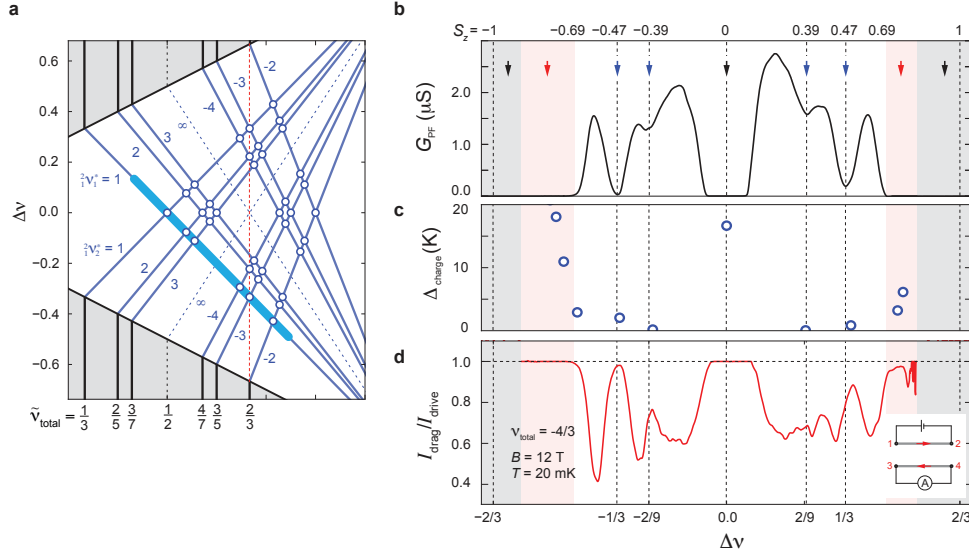 a
0.6
0.4
0.2
0.0
−0.2
−0.4
−0.6
Δν
²₁ν₁* = 1
2
3
∞
-4
-3
-2
²₁ν₂* = 1
2
3
∞
-4
-3
-2
ν̃total = 1/3 2/5 3/7 1/2 4/7 3/5 2/3
b
Sz = −1 −0.69 −0.47 −0.39 0 0.39 0.47 0.69 1
GPF (μS)
2.0
1.0
0.0
c
Δcharge (K)
20
10
0
d
Idrag/Idrive
1.0
0.8
0.6
0.4
νtotal = -4/3
B = 12 T
T = 20 mK
1 2
3 4
A
−2/3 −1/3 −2/9 0.0 2/9 1/3 2/3
Δν